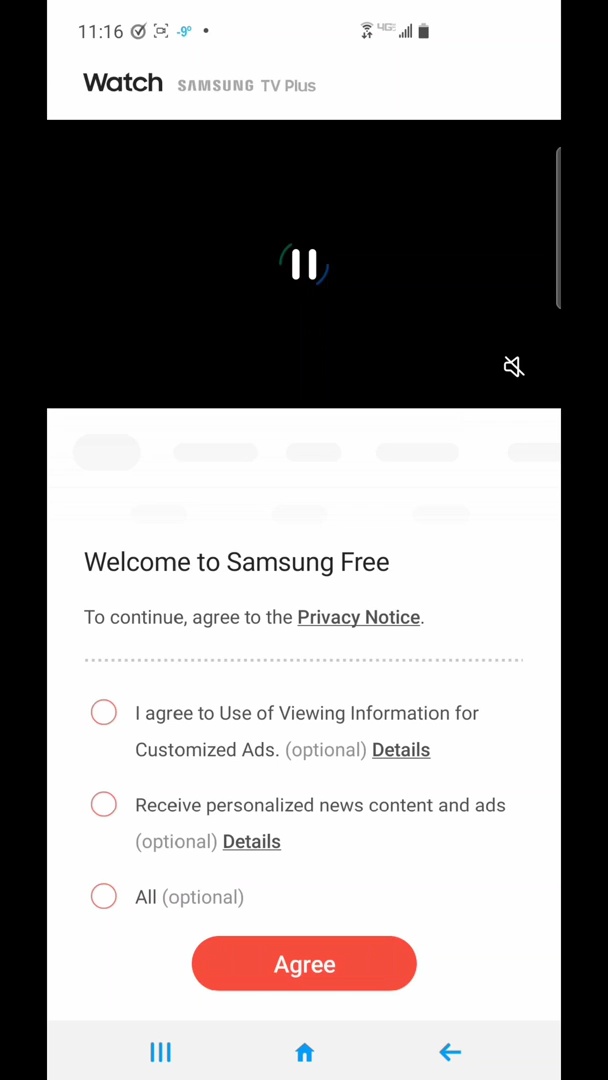 11:16 -9°
4GE
Watch SAMSUNG TV Plus
Welcome to Samsung Free
To continue, agree to the Privacy Notice.
I agree to Use of Viewing Information for
Customized Ads. (optional) Details
Receive personalized news content and ads
(optional) Details
All (optional)
Agree